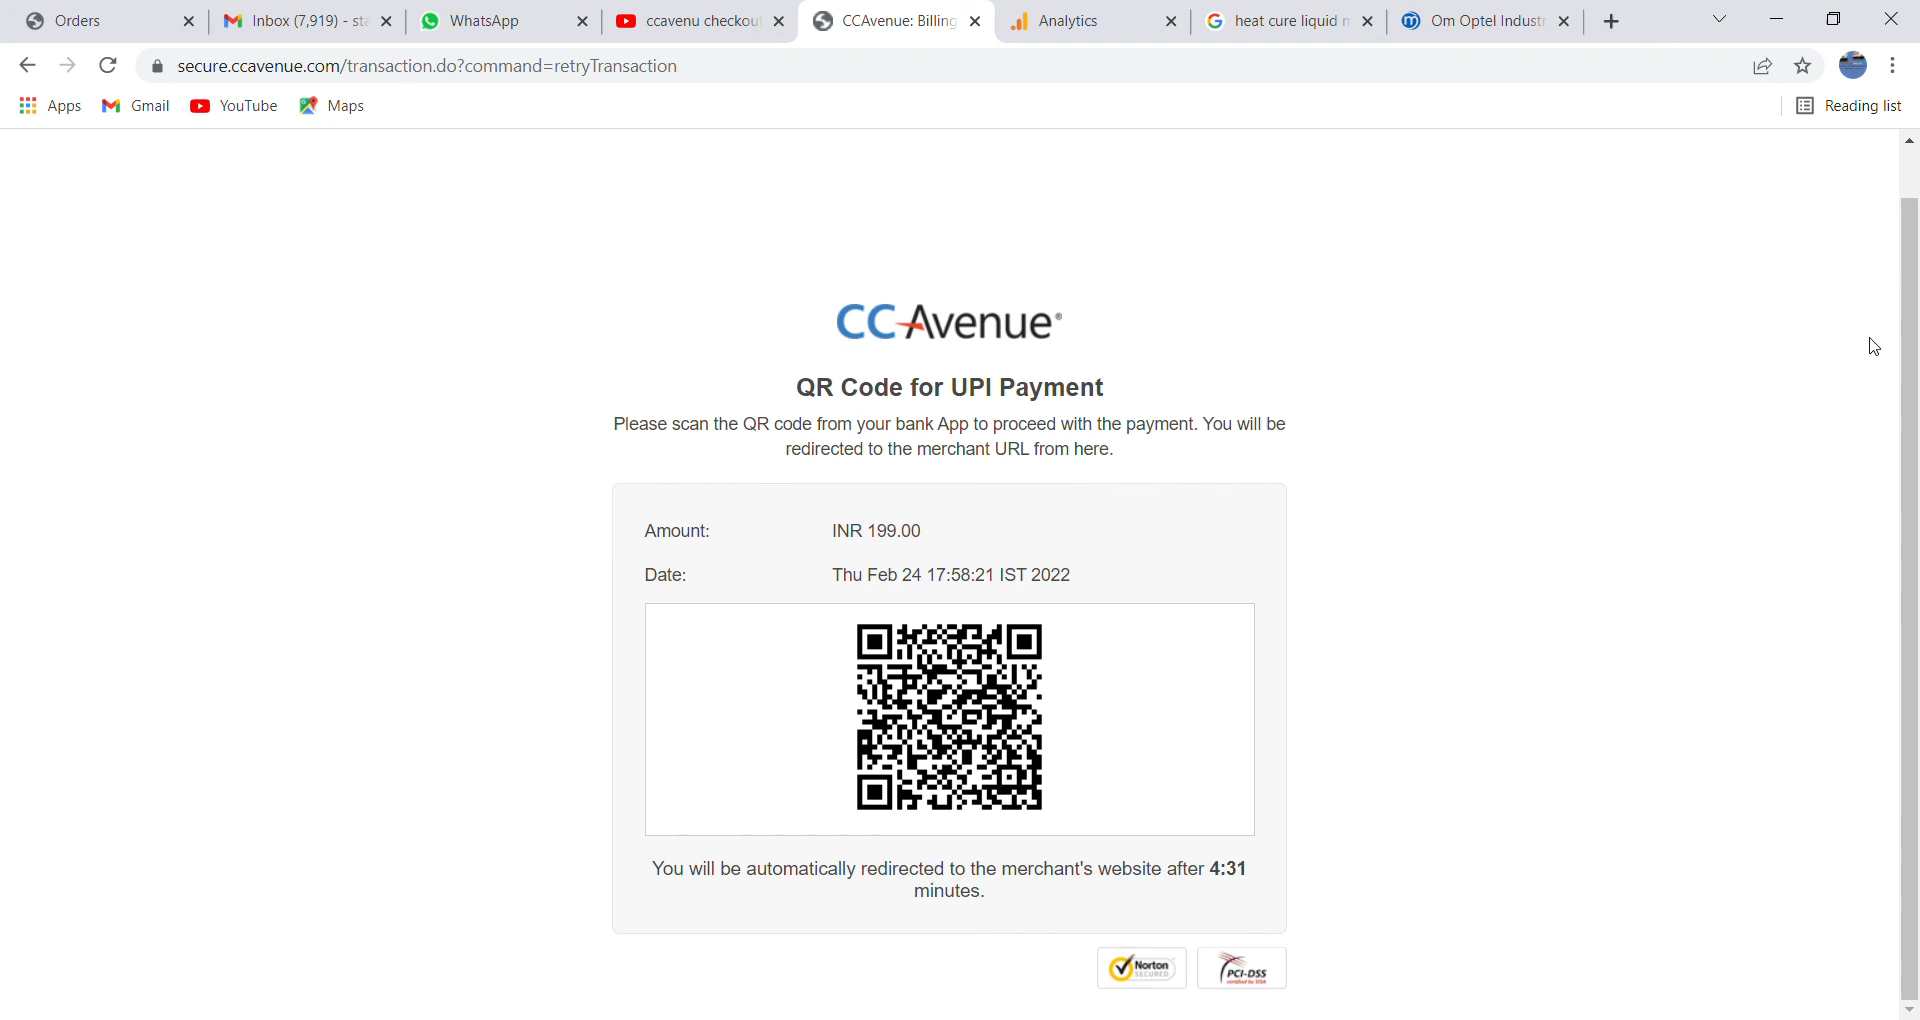 Orders
Inbox (7,919) - sta
WhatsApp
ccavenu checkou
CCAvenue: Billing
Analytics
heat cure liquid m
Om Optel Industr
secure.ccavenue.com/transaction.do?command=retryTransaction
Apps
Gmail
YouTube
Maps
Reading list
CCAvenue
QR Code for UPI Payment
Please scan the QR code from your bank App to proceed with the payment. You will be
redirected to the merchant URL from here.
Amount: INR 199.00
Date: Thu Feb 24 17:58:21 IST 2022
You will be automatically redirected to the merchant's website after 4:31
minutes.
Norton
SECURED
PCI-DSS